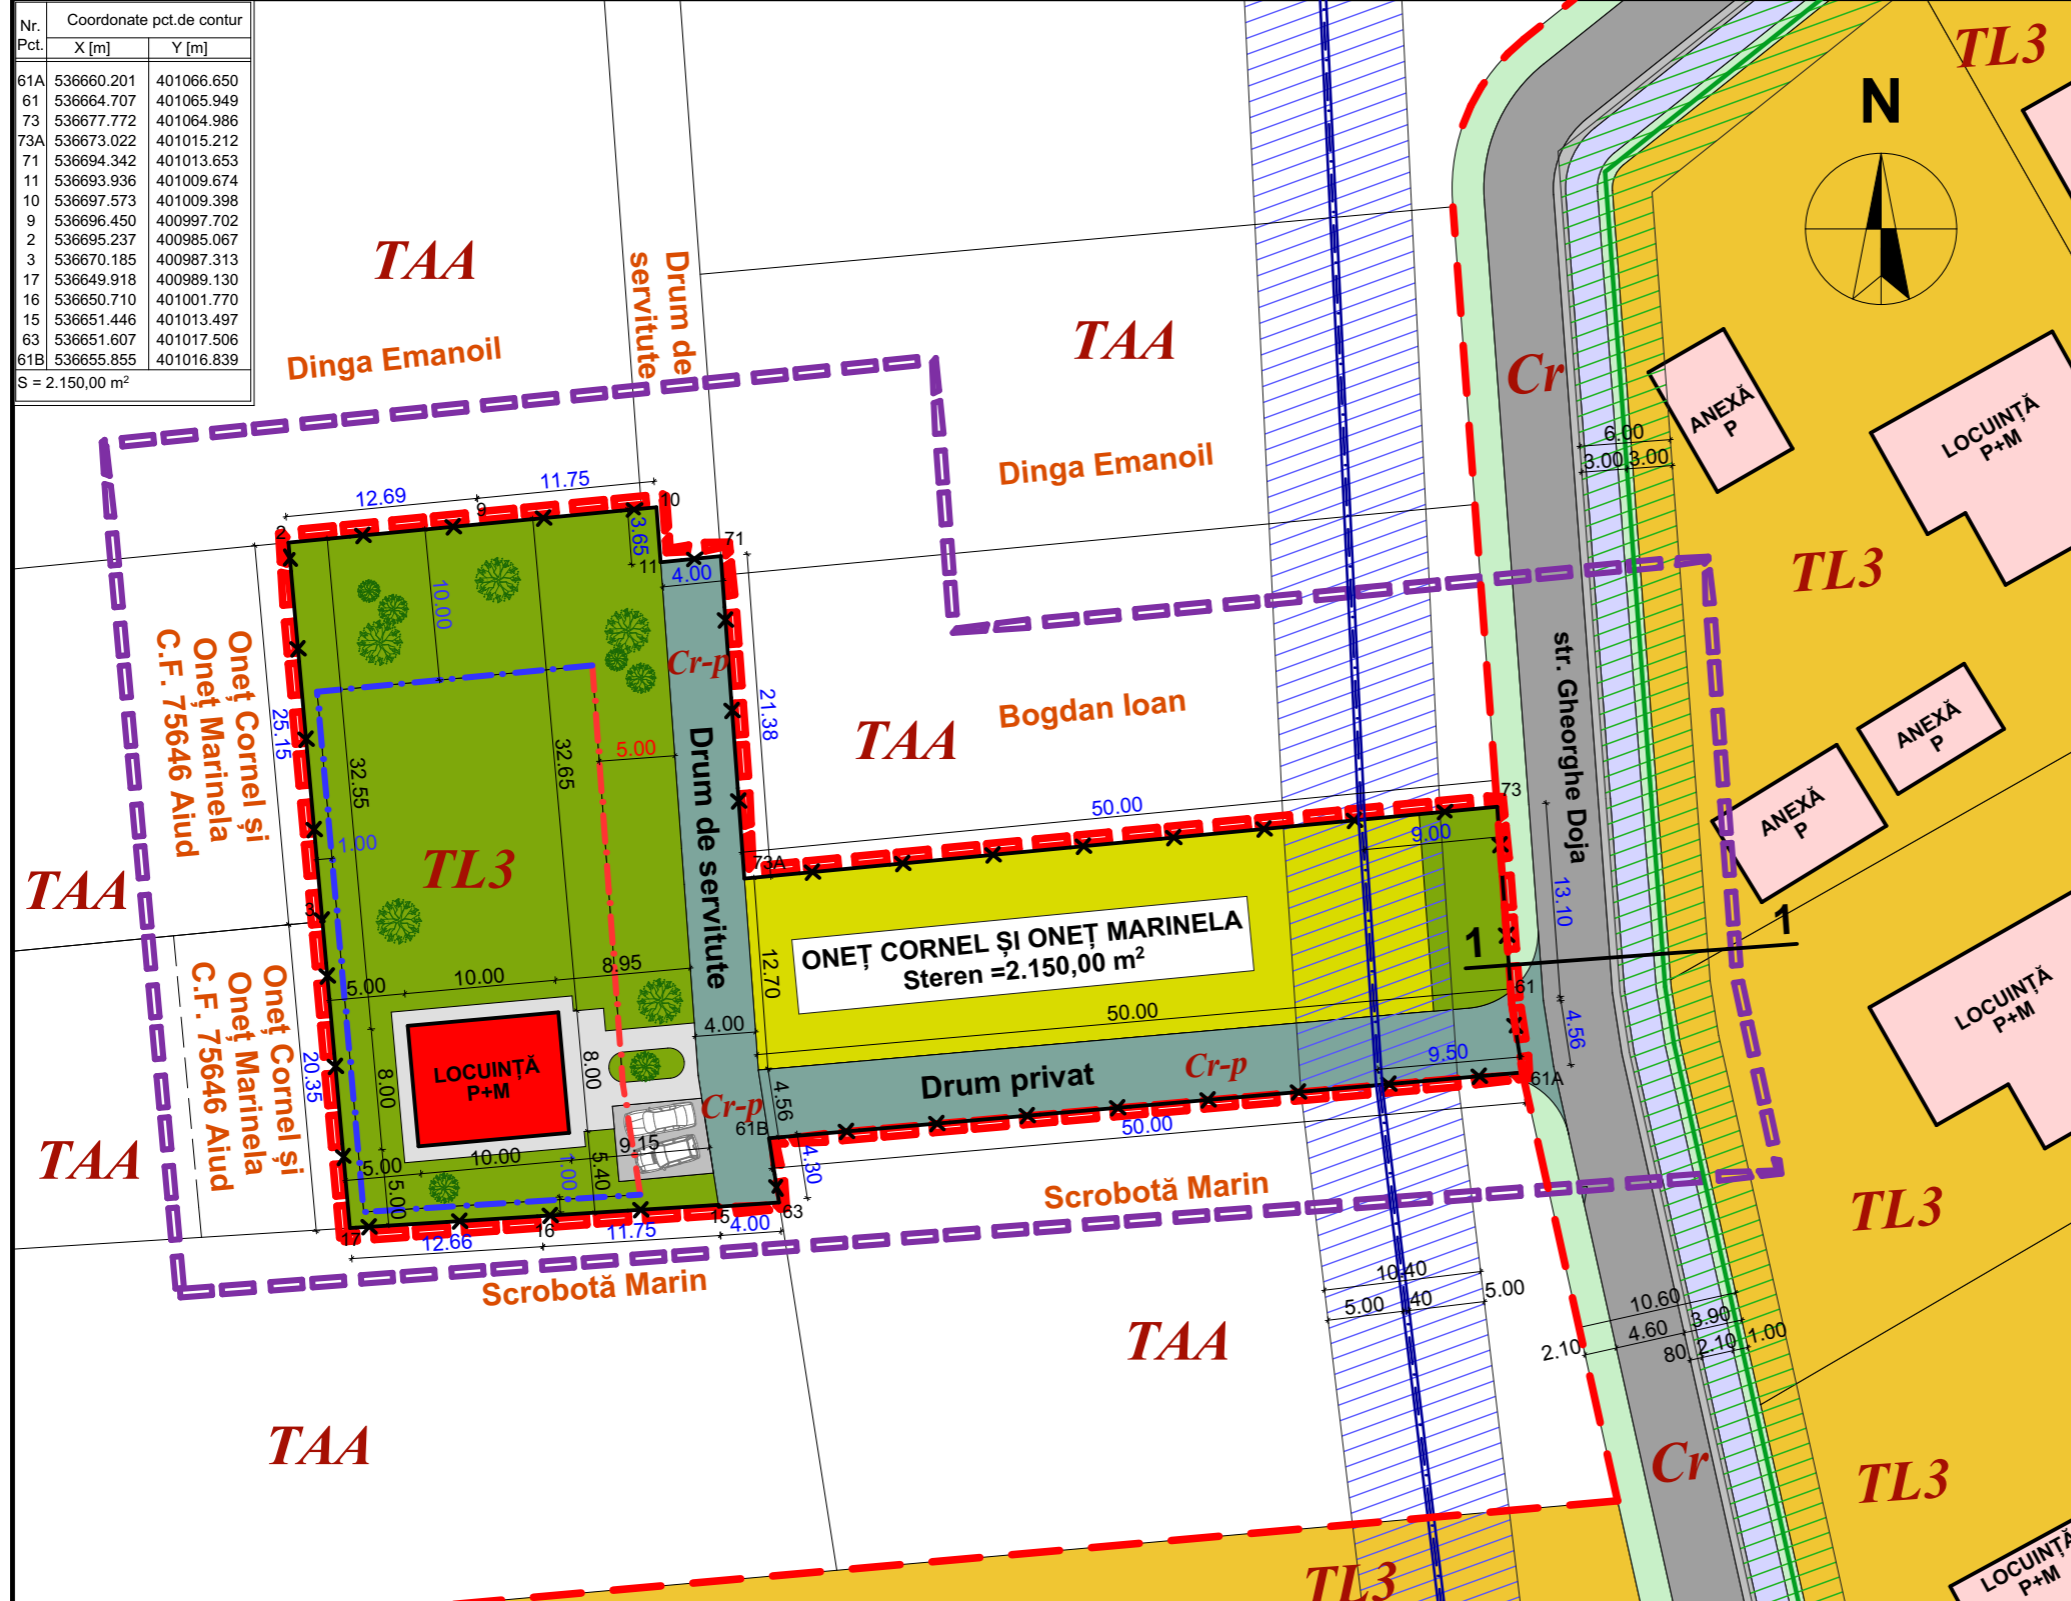 Nr. Pct. Coordonate pct.de contur
X [m] Y [m]
61A 536660.201 401066.650
61 536664.707 401065.949
73 536677.772 401064.986
73A 536673.022 401015.212
71 536694.342 401013.653
11 536693.936 401009.674
10 536697.573 401009.398
9 536696.450 400997.702
2 536695.237 400985.067
3 536670.185 400987.313
17 536649.918 400989.130
16 536650.710 401001.770
15 536651.446 401013.497
63 536651.607 401017.506
61B 536655.855 401016.839
S = 2.150,00 m²
TL3
N
TAA
Drum de
servitute
Dinga Emanoil
TAA
Cr
ANEXĂ
P
LOCUINȚĂ
P+M
6.00
3.00
3.00
Dinga Emanoil
12.69
11.75
9
10
2
3.65
11
71
4.00
10.00
TL3
Oneț Cornel și
Oneț Marinela
C.F. 75646 Aiud
25.15
Cr-p
21.38
TAA
Bogdan Ioan
str. Gheorghe Doja
32.55
32.65
5.00
Drum de servitute
1.00
TL3
ANEXĂ
P
ANEXĂ
P
50.00
73
9.00
73A
TAA
3
13.10
1
1
ONEȚ CORNEL ȘI ONEȚ MARINELA
Steren =2.150,00 m²
12.70
8.95
10.00
5.00
61
LOCUINȚĂ
P+M
Oneț Cornel și
Oneț Marinela
C.F. 75646 Aiud
20.35
4.00
50.00
4.56
9.50
LOCUINȚĂ
P+M
8.00
8.00
Drum privat
Cr-p
61A
Cr-p
4.56
61B
50.00
TAA
9.15
5.00
10.00
1.00
5.40
5.00
4.30
Scrobotă Marin
TL3
17
12.66
16
11.75
15
4.00
63
Scrobotă Marin
10.40
5.00
40
5.00
10.60
3.90
4.60
2.10
80
2.10
1.00
TAA
TAA
Cr
TL3
TL3
LOCUINȚĂ
P+M